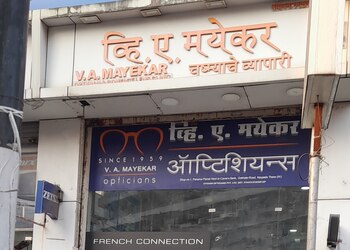 व्हि.ए.मयेकर
V. A. MAYEKAR
चष्म्याचे व्यापारी
SINCE 1959
V. A. MAYEKAR
opticians
व्हि. ए. मयेकर
ऑप्टिशियन्स
FRENCH CONNECTION